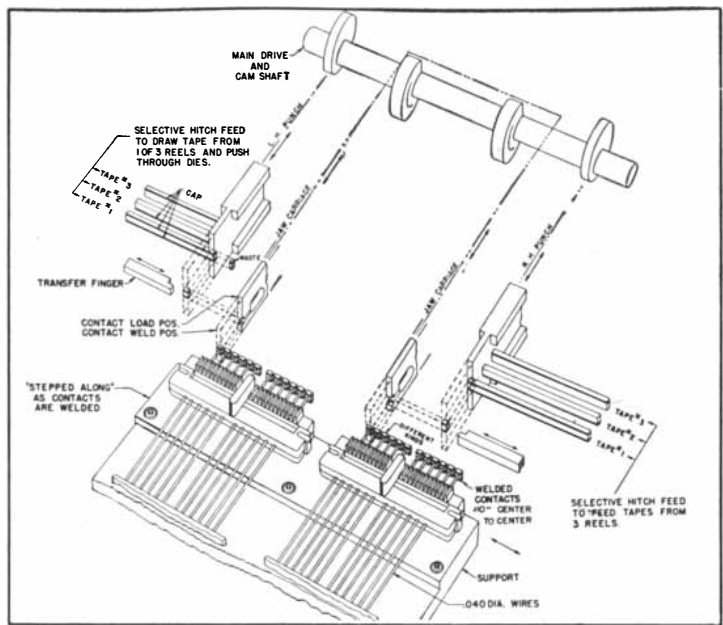 MAIN DRIVE
AND
CAM SHAFT
SELECTIVE HITCH FEED
TO DRAW TAPE FROM
1 OF 3 REELS AND PUSH
THROUGH DIES.
L.H. PUNCH
JAW CARRIAGE
TAPE #3
TAPE #2
TAPE #1
CAP
WASTE
TRANSFER FINGER
JAW CARRIAGE
R.H. PUNCH
CONTACT LOAD POS.
CONTACT WELD POS.
"STEPPED ALONG"
AS CONTACTS
ARE WELDED
DIFFERENT
TAPE #3
TAPE #2
TAPE #1
WELDED
CONTACTS
CENTER
TO CENTER
SELECTIVE HITCH FEED
TO FEED TAPES FROM
3 REELS.
SUPPORT
.040 DIA. WIRES